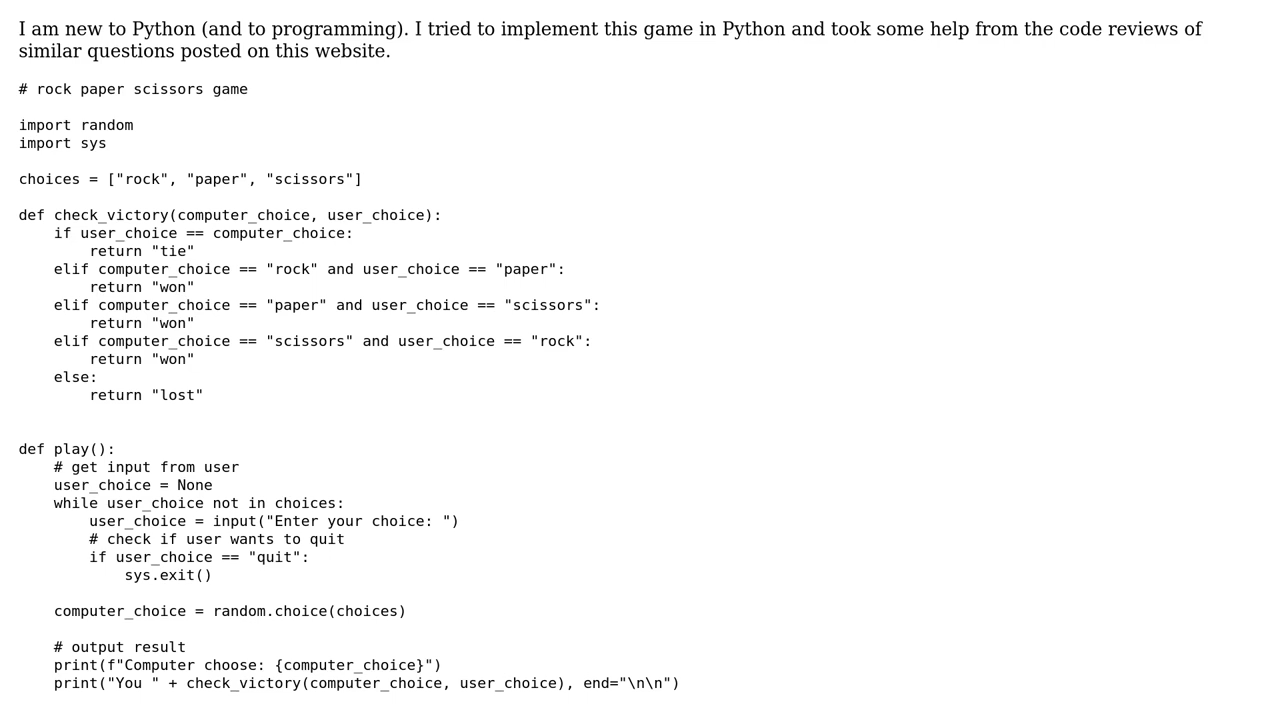 I am new to Python (and to programming). I tried to implement this game in Python and took some help from the code reviews of
similar questions posted on this website.
# rock paper scissors game
import random
import sys
choices = ["rock", "paper", "scissors"]
def check_victory(computer_choice, user_choice):
    if user_choice == computer_choice:
        return "tie"
    elif computer_choice == "rock" and user_choice == "paper":
        return "won"
    elif computer_choice == "paper" and user_choice == "scissors":
        return "won"
    elif computer_choice == "scissors" and user_choice == "rock":
        return "won"
    else:
        return "lost"
def play():
    # get input from user
    user_choice = None
    while user_choice not in choices:
        user_choice = input("Enter your choice: ")
        # check if user wants to quit
        if user_choice == "quit":
            sys.exit()
    computer_choice = random.choice(choices)
    # output result
    print(f"Computer choose: {computer_choice}")
    print("You " + check_victory(computer_choice, user_choice), end="\n\n")